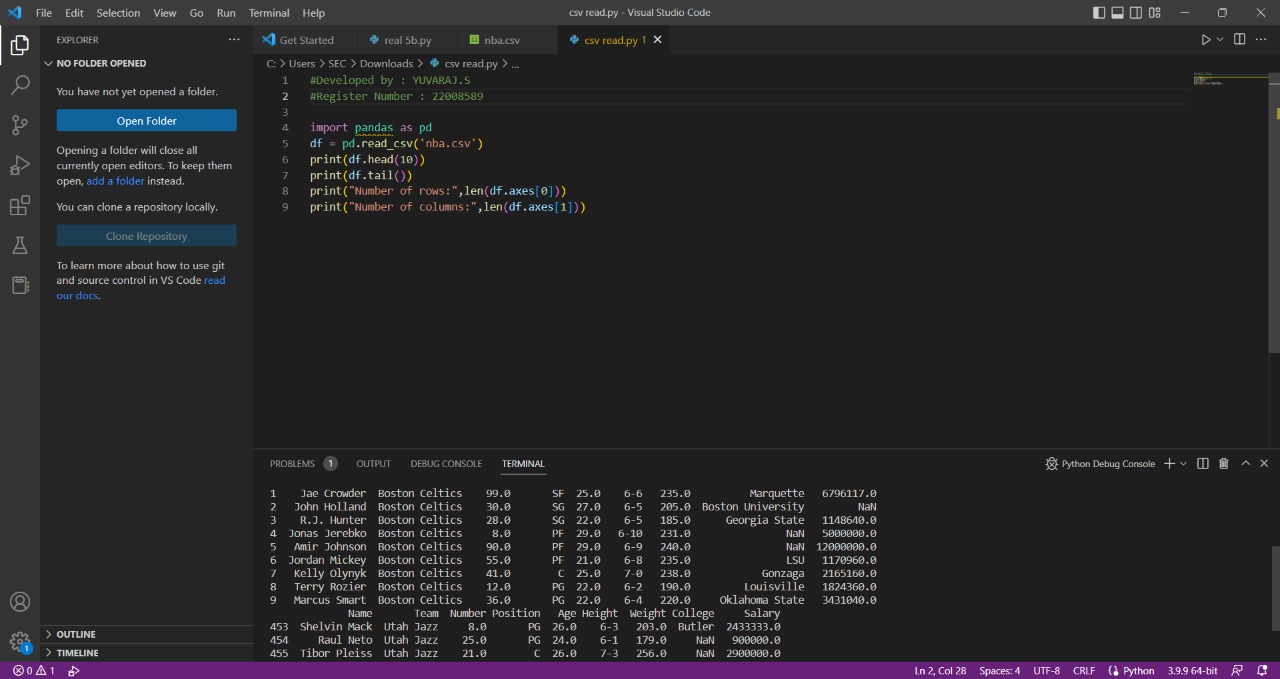 File Edit Selection View Go Run Terminal Help csv read.py - Visual Studio Code
EXPLORER ...
Get Started real 5b.py nba.csv csv read.py 1
NO FOLDER OPENED
C: > Users > SEC > Downloads > csv read.py > ...
You have not yet opened a folder.
Open Folder
Opening a folder will close all
currently open editors. To keep them
open, add a folder instead.
You can clone a repository locally.
Clone Repository
To learn more about how to use git
and source control in VS Code read
our docs.
OUTLINE
TIMELINE
1 #Developed by : YUVARAJ.S
2 #Register Number : 22008589
3
4 import pandas as pd
5 df = pd.read_csv('nba.csv')
6 print(df.head(10))
7 print(df.tail())
8 print("Number of rows:",len(df.axes[0]))
9 print("Number of columns:",len(df.axes[1]))
PROBLEMS 1 OUTPUT DEBUG CONSOLE TERMINAL Python Debug Console
1 Jae Crowder Boston Celtics 99.0 SF 25.0 6-6 235.0 Marquette 6796117.0
2 John Holland Boston Celtics 30.0 SG 27.0 6-5 205.0 Boston University NaN
3 R.J. Hunter Boston Celtics 28.0 SG 22.0 6-5 185.0 Georgia State 1148640.0
4 Jonas Jerebko Boston Celtics 8.0 PF 29.0 6-10 231.0 NaN 5000000.0
5 Amir Johnson Boston Celtics 90.0 PF 29.0 6-9 240.0 NaN 12000000.0
6 Jordan Mickey Boston Celtics 55.0 PF 21.0 6-8 235.0 LSU 1170960.0
7 Kelly Olynyk Boston Celtics 41.0 C 25.0 7-0 238.0 Gonzaga 2165160.0
8 Terry Rozier Boston Celtics 12.0 PG 22.0 6-2 190.0 Louisville 1824360.0
9 Marcus Smart Boston Celtics 36.0 PG 22.0 6-4 220.0 Oklahoma State 3431040.0
Name Team Number Position Age Height Weight College Salary
453 Shelvin Mack Utah Jazz 8.0 PG 26.0 6-3 203.0 Butler 2433333.0
454 Raul Neto Utah Jazz 25.0 PG 24.0 6-1 179.0 NaN 900000.0
455 Tibor Pleiss Utah Jazz 21.0 C 26.0 7-3 256.0 NaN 2900000.0
1
0 1 Ln 2, Col 28 Spaces: 4 UTF-8 CRLF Python 3.9.9 64-bit